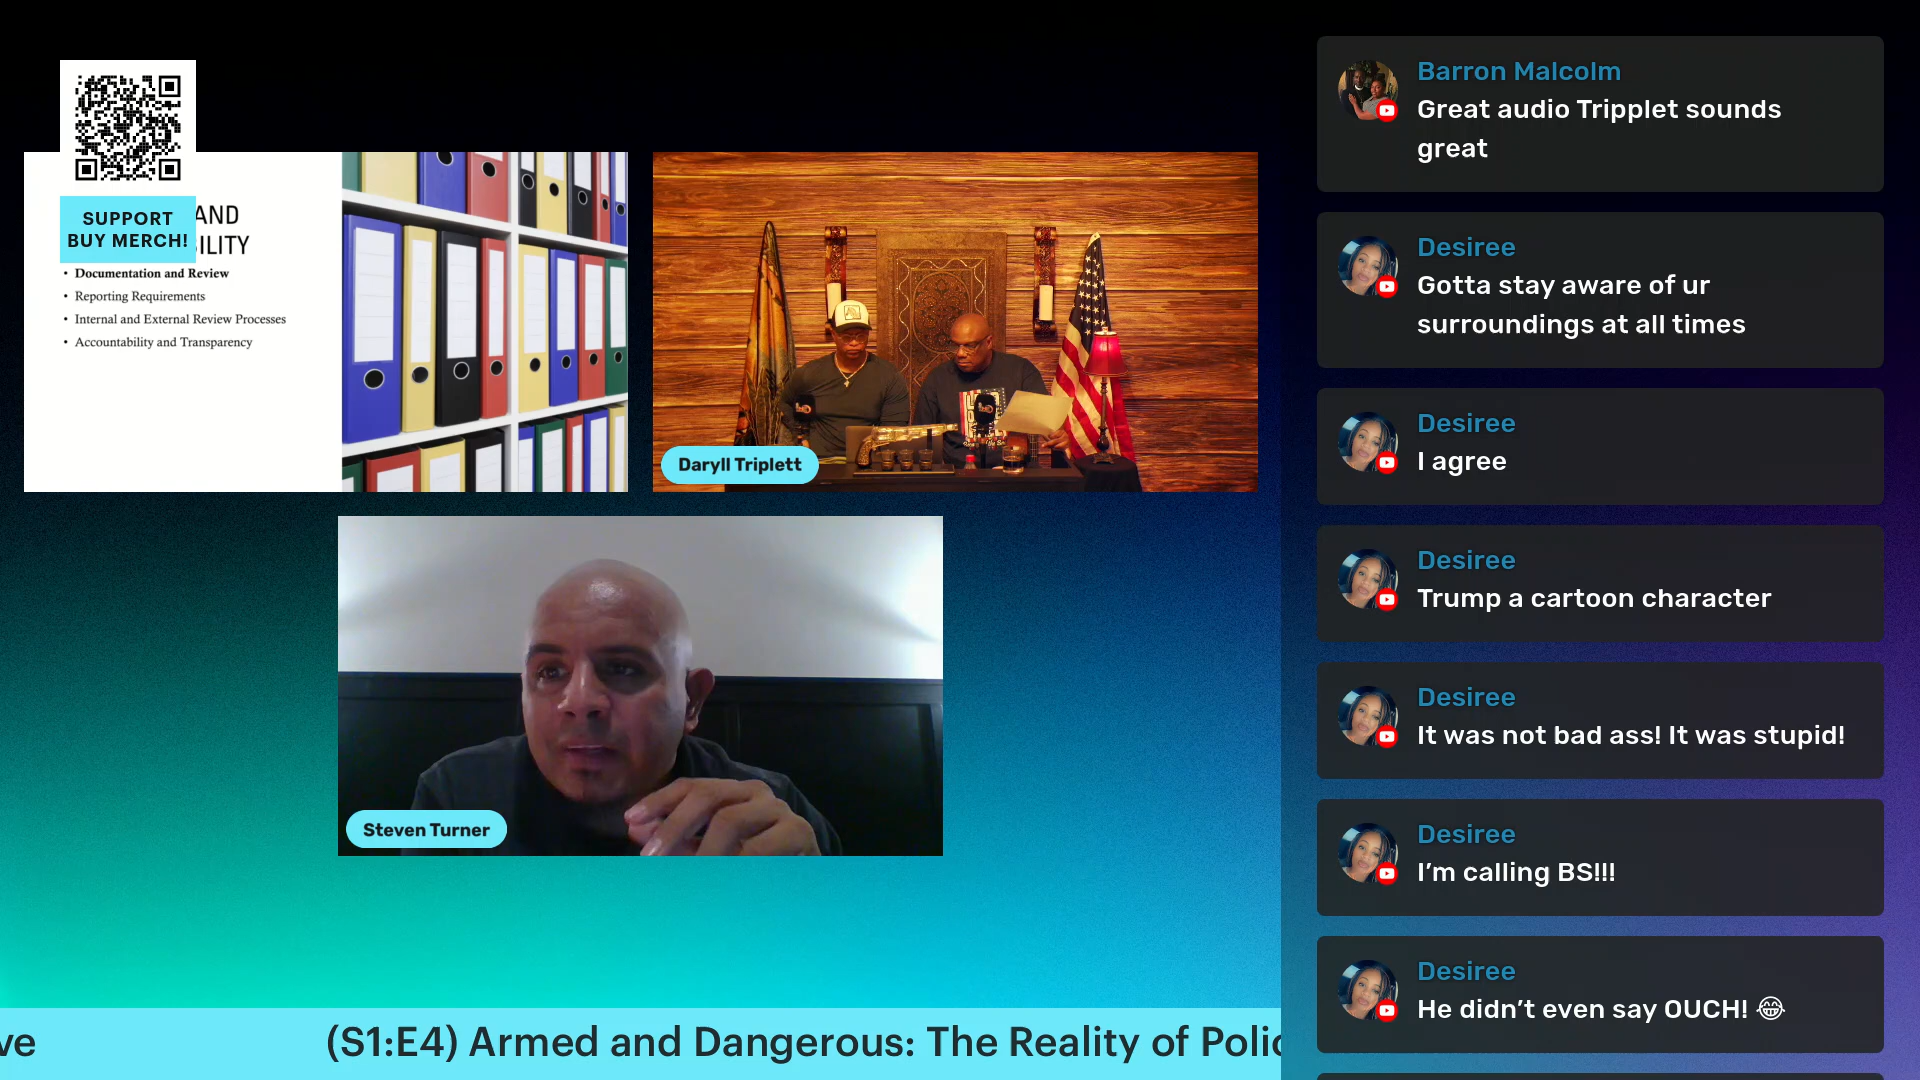 SUPPORT
BUY MERCH!
AND
ILITY
• Documentation and Review
• Reporting Requirements
• Internal and External Review Processes
• Accountability and Transparency
Daryll Triplett
Steven Turner
ve
(S1:E4) Armed and Dangerous: The Reality of Polic
Barron Malcolm
Great audio Tripplet sounds
great
Desiree
Gotta stay aware of ur
surroundings at all times
Desiree
I agree
Desiree
Trump a cartoon character
Desiree
It was not bad ass! It was stupid!
Desiree
I’m calling BS!!!
Desiree
He didn’t even say OUCH! 😂